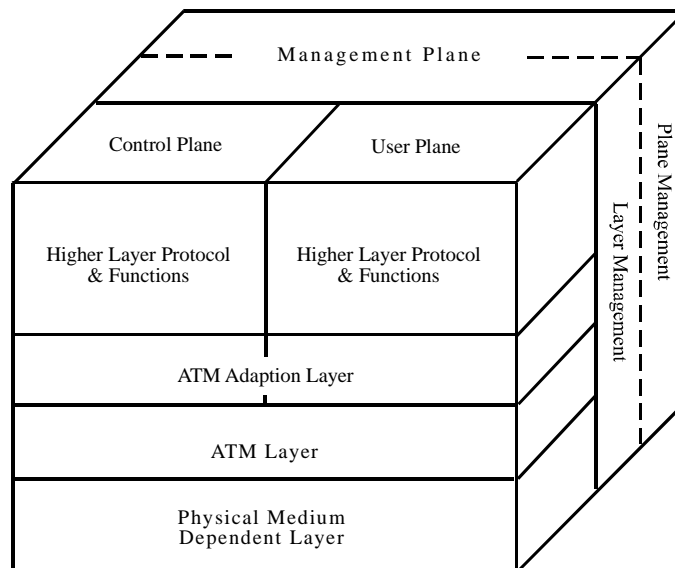 Management Plane
Control Plane
User Plane
Plane Management
Layer Management
Higher Layer Protocol
& Functions
Higher Layer Protocol
& Functions
ATM Adaption Layer
ATM Layer
Physical Medium
Dependent Layer